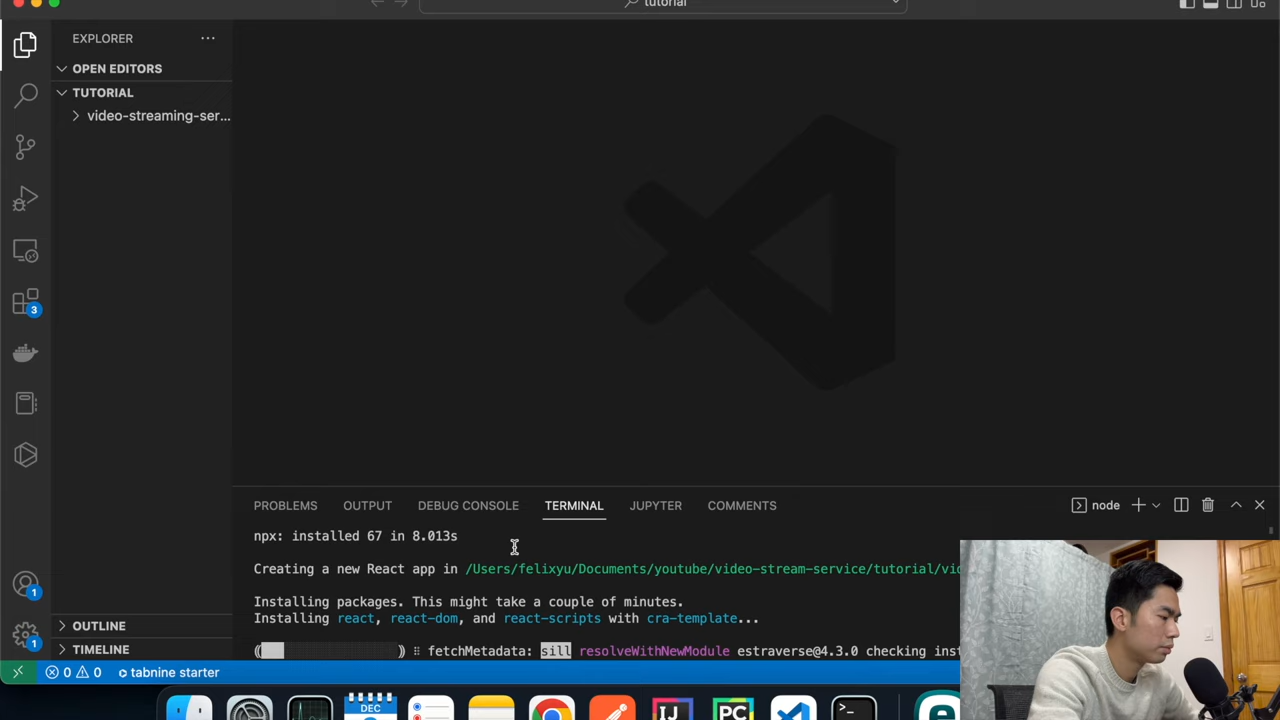 tutorial
EXPLORER
OPEN EDITORS
TUTORIAL
video-streaming-ser...
3
1
1
OUTLINE
TIMELINE
PROBLEMS OUTPUT DEBUG CONSOLE TERMINAL JUPYTER COMMENTS
node
npx: installed 67 in 8.013s
Creating a new React app in /Users/felixyu/Documents/youtube/video-stream-service/tutorial/vid
Installing packages. This might take a couple of minutes.
Installing react, react-dom, and react-scripts with cra-template...
fetchMetadata: sill resolveWithNewModule estraverse@4.3.0 checking inst
0 0 tabnine starter
DEC
IJ
PC